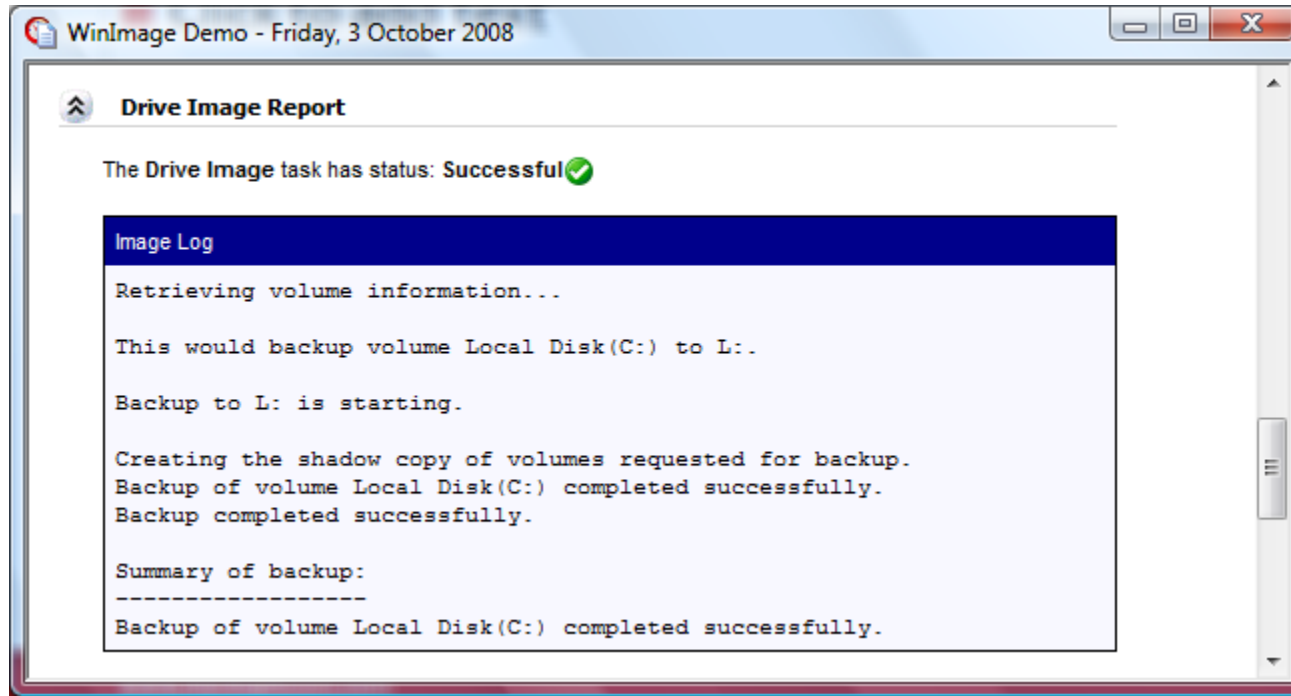 WinImage Demo - Friday, 3 October 2008
Drive Image Report
The Drive Image task has status: Successful
Image Log
Retrieving volume information...
This would backup volume Local Disk(C:) to L:.
Backup to L: is starting.
Creating the shadow copy of volumes requested for backup.
Backup of volume Local Disk(C:) completed successfully.
Backup completed successfully.
Summary of backup:
------------------
Backup of volume Local Disk(C:) completed successfully.